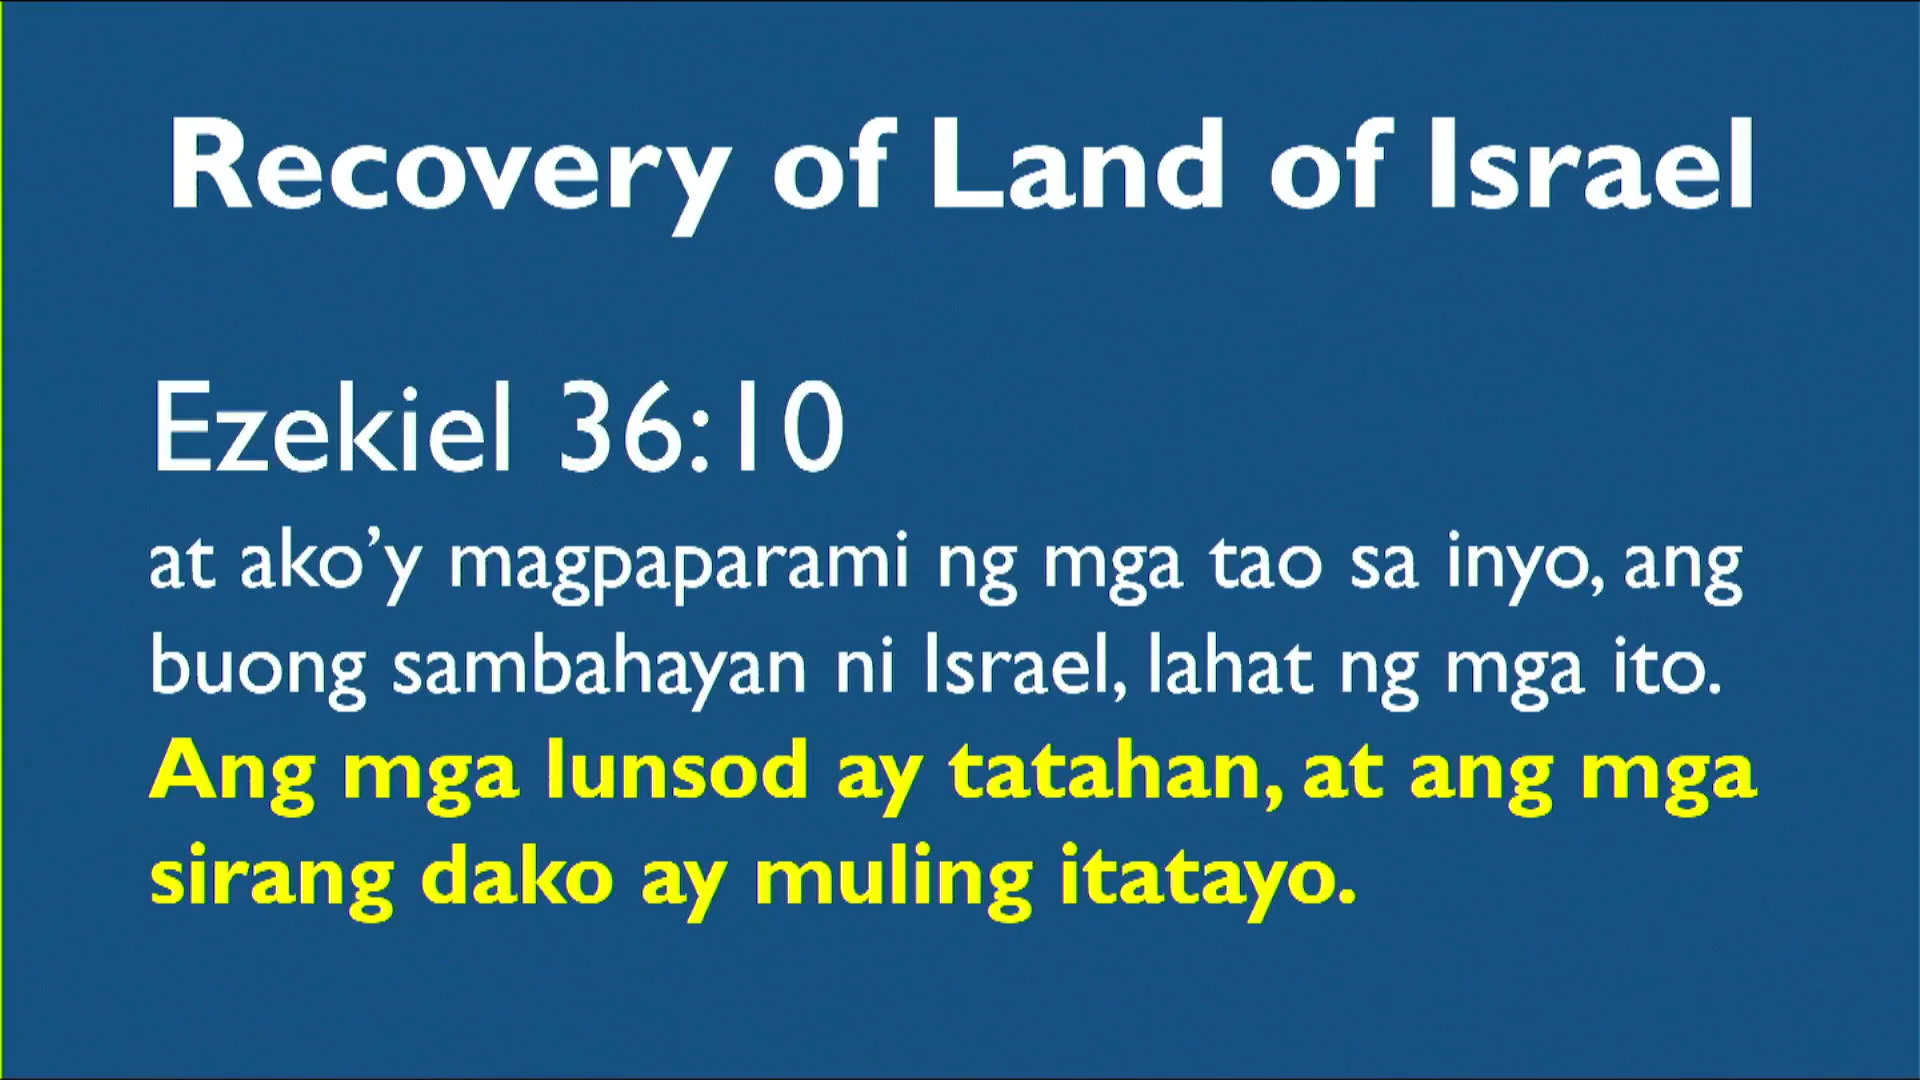 Recovery of Land of Israel
Ezekiel 36:10
at ako’y magpaparami ng mga tao sa inyo, ang
buong sambahayan ni Israel, lahat ng mga ito.
Ang mga lunsod ay tatahan, at ang mga
sirang dako ay muling itatayo.